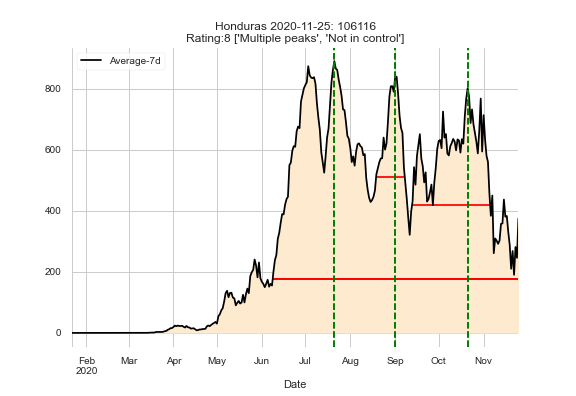 Honduras 2020-11-25: 106116
Rating:8 ['Multiple peaks', 'Not in control']
Average-7d
800
600
400
200
0
Feb Mar Apr May Jun Jul Aug Sep Oct Nov
2020
Date